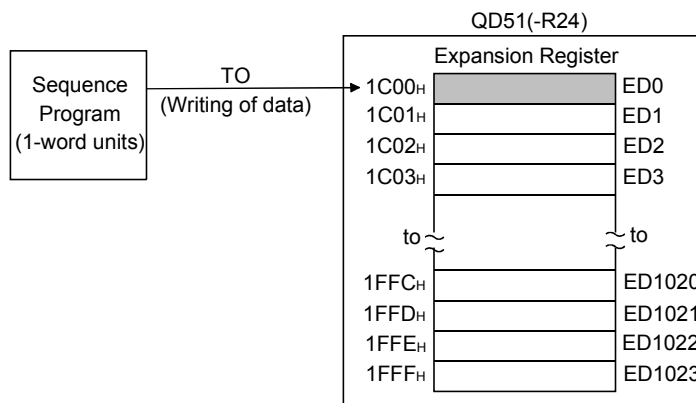 QD51(-R24)
Expansion Register
Sequence
Program
(1-word units)
TO
(Writing of data)
1C00H ED0
1C01H ED1
1C02H ED2
1C03H ED3
to to
1FFCH ED1020
1FFDH ED1021
1FFEH ED1022
1FFFH ED1023